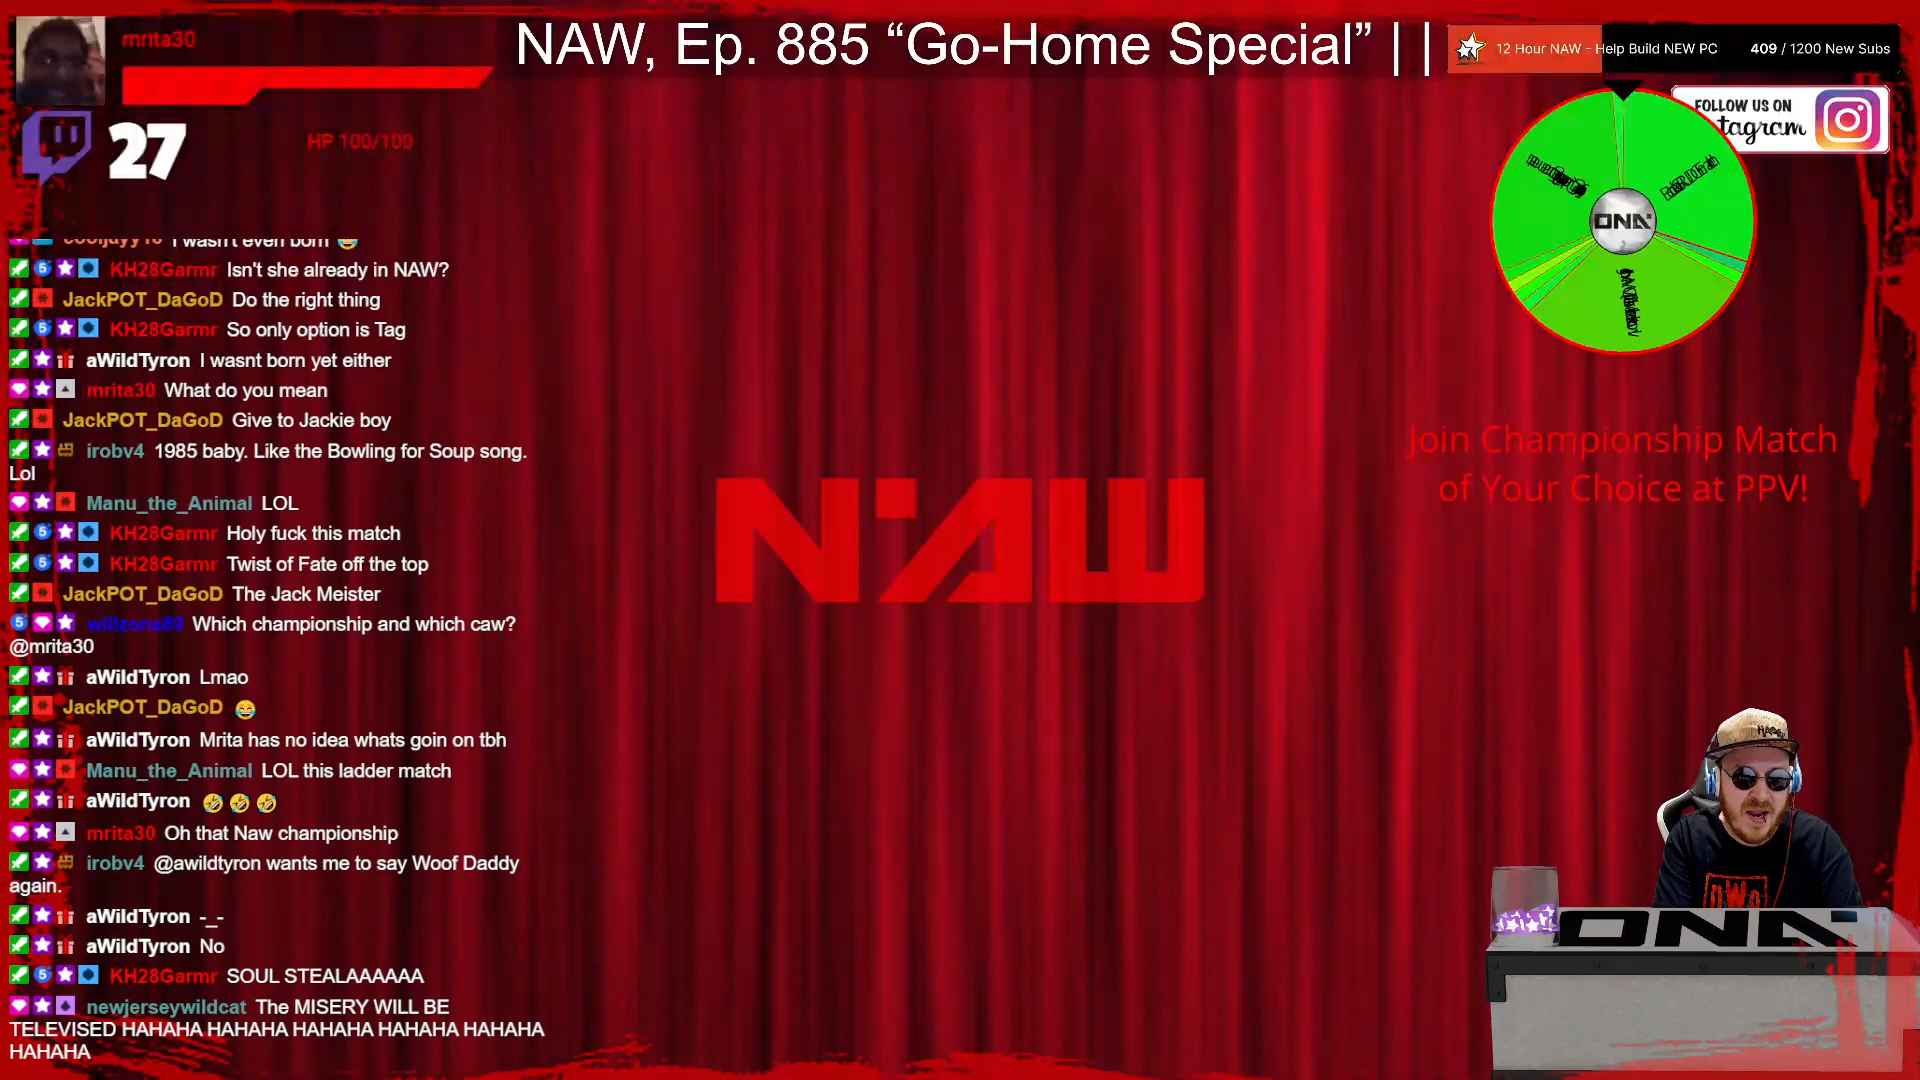 mrita30
NAW, Ep. 885 “Go-Home Special” | |
12 Hour NAW - Help Build NEW PC 409 / 1200 New Subs
27
HP 100/100
FOLLOW US ON
tagram
DNA
I wasn't even born 😂
KH28Garmr Isn't she already in NAW?
JackPOT_DaGoD Do the right thing
KH28Garmr So only option is Tag
aWildTyron I wasnt born yet either
mrita30 What do you mean
JackPOT_DaGoD Give to Jackie boy
irobv4 1985 baby. Like the Bowling for Soup song.
Lol
Manu_the_Animal LOL
KH28Garmr Holy fuck this match
KH28Garmr Twist of Fate off the top
JackPOT_DaGoD The Jack Meister
willzona89 Which championship and which caw?
@mrita30
aWildTyron Lmao
JackPOT_DaGoD 😂
aWildTyron Mrita has no idea whats goin on tbh
Manu_the_Animal LOL this ladder match
aWildTyron 🤣 🤣 🤣
mrita30 Oh that Naw championship
irobv4 @awildtyron wants me to say Woof Daddy
again.
aWildTyron -_-
aWildTyron No
KH28Garmr SOUL STEALAAAAAA
newjerseywildcat The MISERY WILL BE
TELEVISED HAHAHA HAHAHA HAHAHA HAHAHA HAHAHA
HAHAHA
NAW
Join Championship Match
of Your Choice at PPV!
DNA